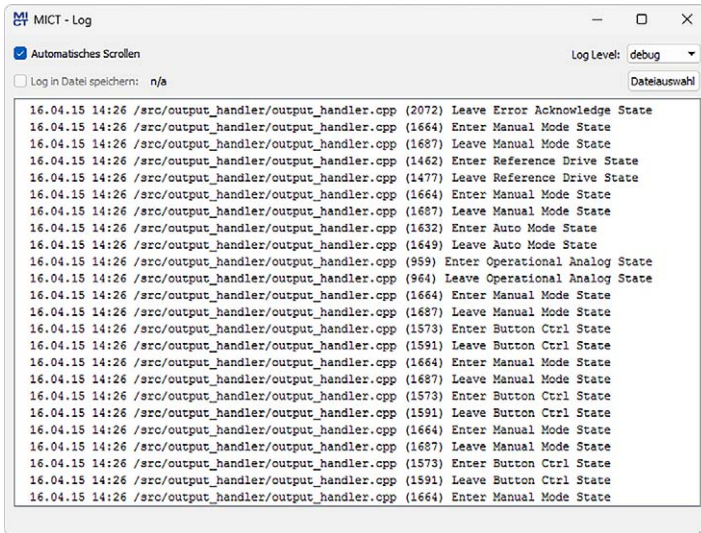 MICT MICT - Log
Automatisches Scrollen
Log Level: debug
Log in Datei speichern: n/a
Dateiauswahl
16.04.15 14:26 /src/output_handler/output_handler.cpp (2072) Leave Error Acknowledge State
16.04.15 14:26 /src/output_handler/output_handler.cpp (1664) Enter Manual Mode State
16.04.15 14:26 /src/output_handler/output_handler.cpp (1687) Leave Manual Mode State
16.04.15 14:26 /src/output_handler/output_handler.cpp (1462) Enter Reference Drive State
16.04.15 14:26 /src/output_handler/output_handler.cpp (1477) Leave Reference Drive State
16.04.15 14:26 /src/output_handler/output_handler.cpp (1664) Enter Manual Mode State
16.04.15 14:26 /src/output_handler/output_handler.cpp (1687) Leave Manual Mode State
16.04.15 14:26 /src/output_handler/output_handler.cpp (1632) Enter Auto Mode State
16.04.15 14:26 /src/output_handler/output_handler.cpp (1649) Leave Auto Mode State
16.04.15 14:26 /src/output_handler/output_handler.cpp (959) Enter Operational Analog State
16.04.15 14:26 /src/output_handler/output_handler.cpp (964) Leave Operational Analog State
16.04.15 14:26 /src/output_handler/output_handler.cpp (1664) Enter Manual Mode State
16.04.15 14:26 /src/output_handler/output_handler.cpp (1687) Leave Manual Mode State
16.04.15 14:26 /src/output_handler/output_handler.cpp (1573) Enter Button Ctrl State
16.04.15 14:26 /src/output_handler/output_handler.cpp (1591) Leave Button Ctrl State
16.04.15 14:26 /src/output_handler/output_handler.cpp (1664) Enter Manual Mode State
16.04.15 14:26 /src/output_handler/output_handler.cpp (1687) Leave Manual Mode State
16.04.15 14:26 /src/output_handler/output_handler.cpp (1573) Enter Button Ctrl State
16.04.15 14:26 /src/output_handler/output_handler.cpp (1591) Leave Button Ctrl State
16.04.15 14:26 /src/output_handler/output_handler.cpp (1664) Enter Manual Mode State
16.04.15 14:26 /src/output_handler/output_handler.cpp (1687) Leave Manual Mode State
16.04.15 14:26 /src/output_handler/output_handler.cpp (1573) Enter Button Ctrl State
16.04.15 14:26 /src/output_handler/output_handler.cpp (1591) Leave Button Ctrl State
16.04.15 14:26 /src/output_handler/output_handler.cpp (1664) Enter Manual Mode State